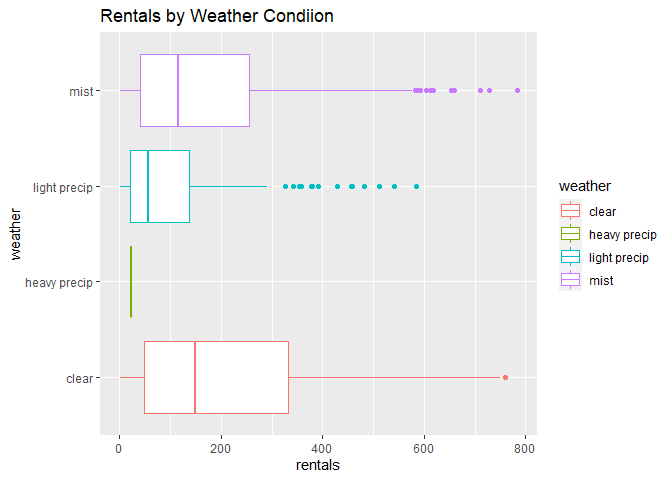 Rentals by Weather Condiion
mist
light precip
heavy precip
clear
weather
0
200
400
600
800
rentals
weather
clear
heavy precip
light precip
mist